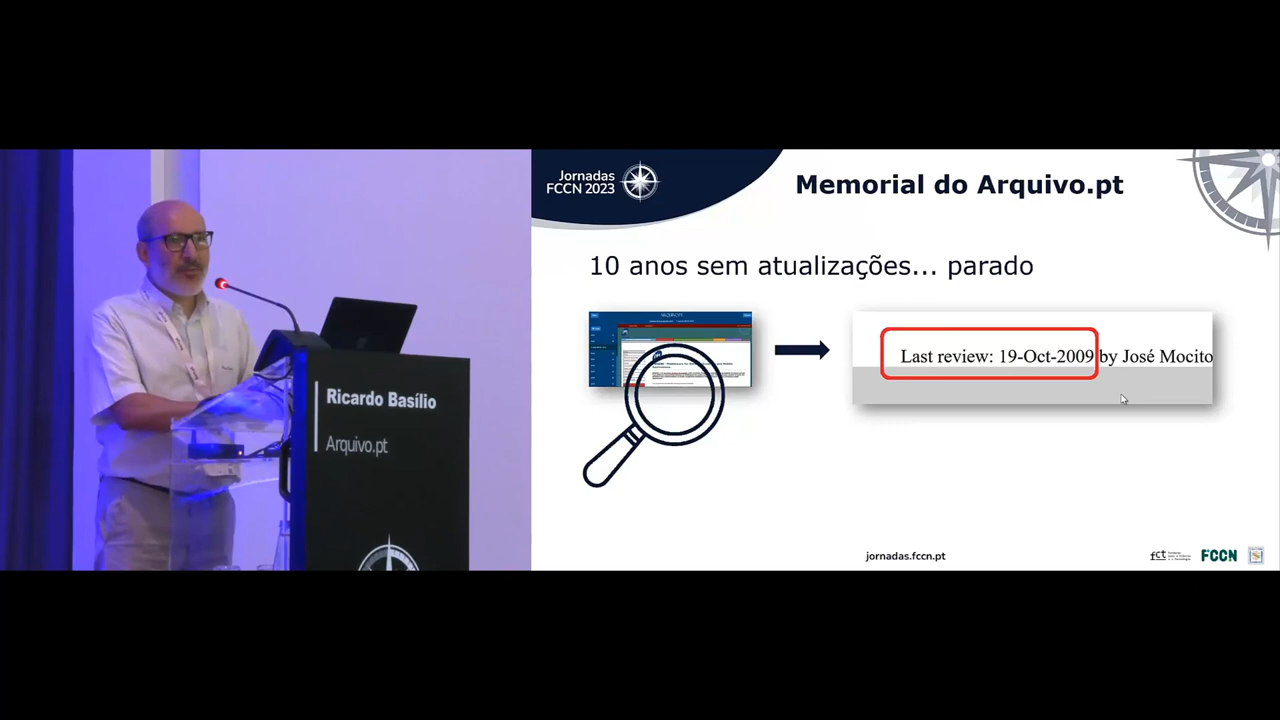 Jornadas
FCCN 2023
Memorial do Arquivo.pt
10 anos sem atualizações... parado
Last review: 19-Oct-2009 by José Mocito
Ricardo Basílio
Arquivo.pt
jornadas.fccn.pt
fct
FCCN